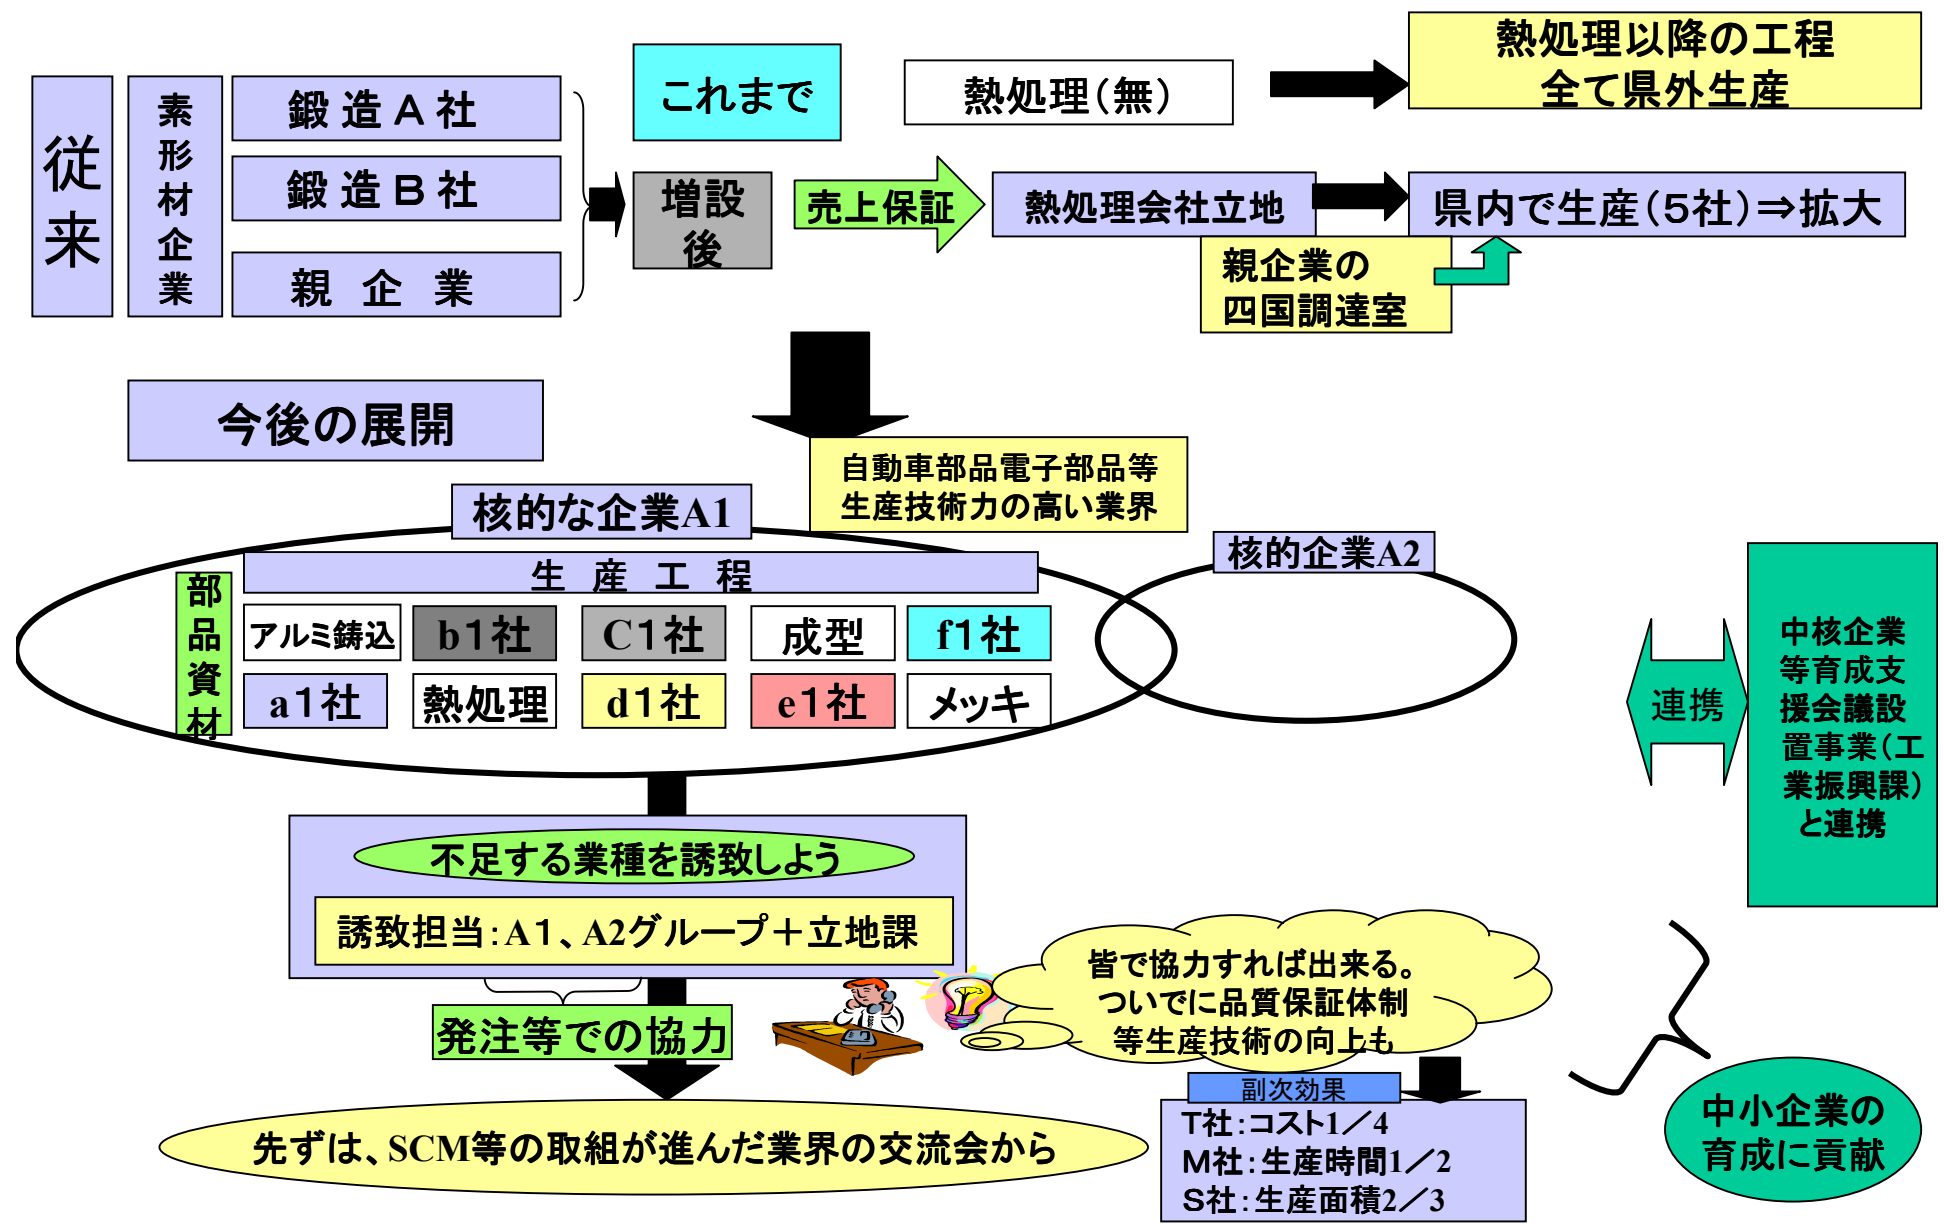 従来
素形材企業
鍛 造 A 社
鍛 造 B 社
親 企 業
これまで
熱処理(無)
熱処理以降の工程
全て県外生産
増設
後
売上保証
熱処理会社立地
県内で生産(5社)⇒拡大
親企業の
四国調達室
今後の展開
自動車部品電子部品等
生産技術力の高い業界
核的な企業A1
核的企業A2
生 産 工 程
部品資材
アルミ鋳込
b1社
C1社
成型
f1社
a1社
熱処理
d1社
e1社
メッキ
連携
中核企業
等育成支
援会議設
置事業(工
業振興課)
と連携
不足する業種を誘致しよう
誘致担当:A1、A2グループ+立地課
発注等での協力
皆で協力すれば出来る。
ついでに品質保証体制
等生産技術の向上も
副次効果
T社:コスト1/4
M社:生産時間1/2
S社:生産面積2/3
先ずは、SCM等の取組が進んだ業界の交流会から
中小企業の
育成に貢献